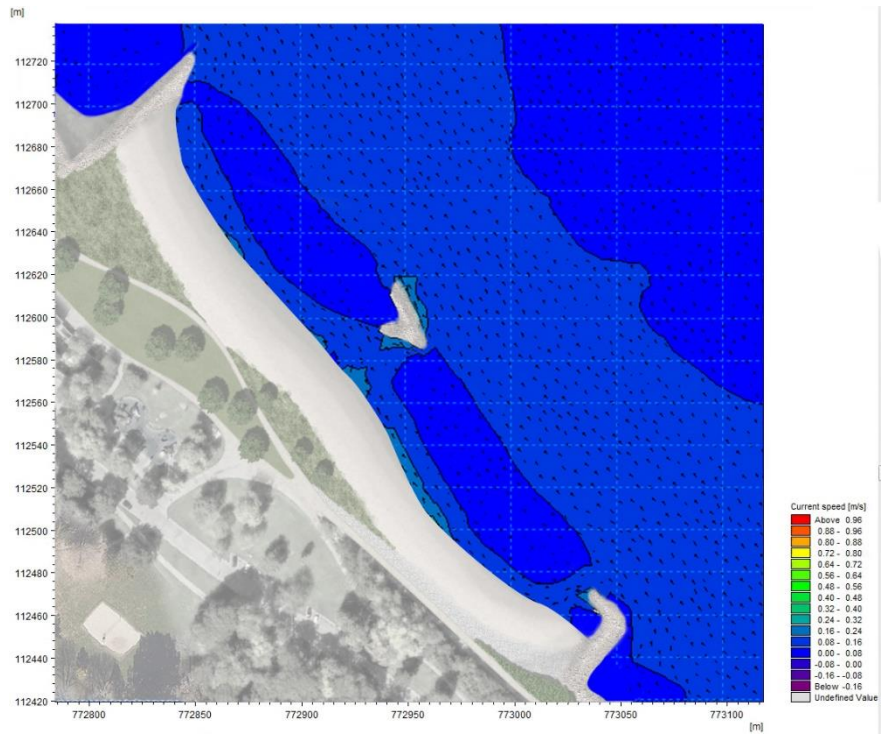 [m]
112720
112700
112680
112660
112640
112620
112600
112580
112560
112540
112520
112500
112480
112460
112440
112420
772800 772850 772900 772950 773000 773050 773100
[m]
Current speed [m/s]
Above 0.96
0.88 - 0.96
0.80 - 0.88
0.72 - 0.80
0.64 - 0.72
0.56 - 0.64
0.48 - 0.56
0.40 - 0.48
0.32 - 0.40
0.24 - 0.32
0.16 - 0.24
0.08 - 0.16
0.00 - 0.08
-0.08 - 0.00
-0.16 - -0.08
Below -0.16
Undefined Value